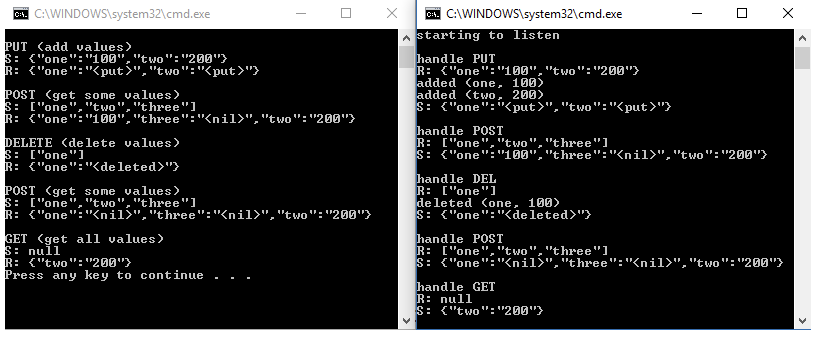 C:\WINDOWS\system32\cmd.exe
PUT (add values)
S: {"one":"100","two":"200"}
R: {"one":"<put>","two":"<put>"}
POST (get some values)
S: ["one","two","three"]
R: {"one":"100","three":"<nil>","two":"200"}
DELETE (delete values)
S: ["one"]
R: {"one":"<deleted>"}
POST (get some values)
S: ["one","two","three"]
R: {"one":"<nil>","three":"<nil>","two":"200"}
GET (get all values)
S: null
R: {"two":"200"}
Press any key to continue . . .
C:\WINDOWS\system32\cmd.exe
starting to listen
handle PUT
R: {"one":"100","two":"200"}
added (one, 100)
added (two, 200)
S: {"one":"<put>","two":"<put>"}
handle POST
R: ["one","two","three"]
S: {"one":"100","three":"<nil>","two":"200"}
handle DEL
R: ["one"]
deleted (one, 100)
S: {"one":"<deleted>"}
handle POST
R: ["one","two","three"]
S: {"one":"<nil>","three":"<nil>","two":"200"}
handle GET
R: null
S: {"two":"200"}